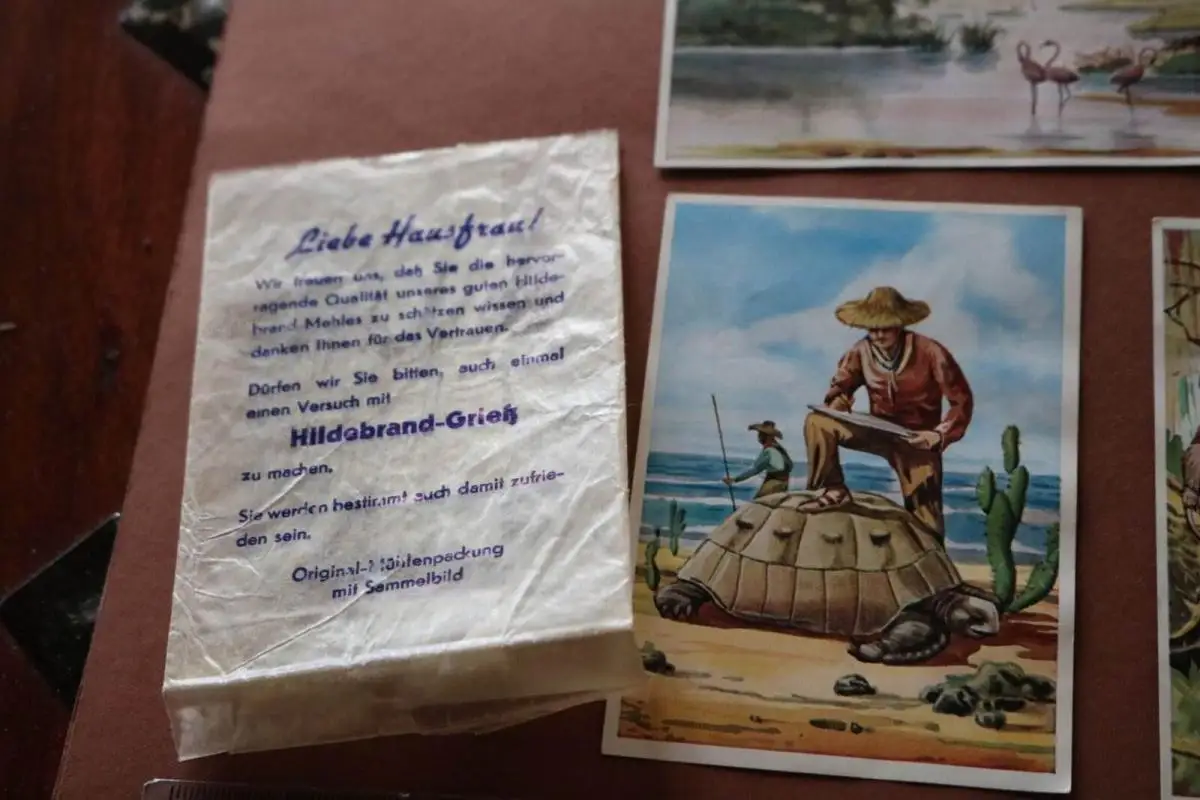 Liebe Hausfrau!
Wir freuen uns, daß Sie die hervor-
ragende Qualität unseres guten Hilde-
brand Mehles zu schätzen wissen und
danken Ihnen für das Vertrauen.
Dürfen wir Sie bitten, auch einmal
einen Versuch mit
Hildebrand-Grieß
zu machen.
Sie werden bestimmt auch damit zufrie-
den sein.
Original-
mit Sammelbild